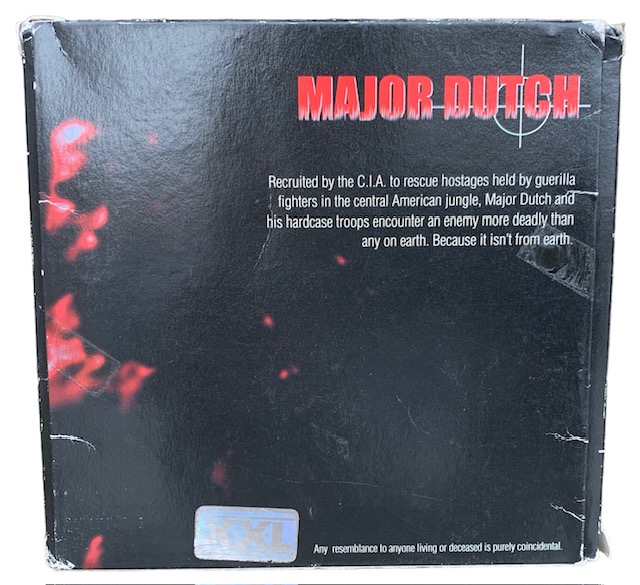 MAJOR DUTCH
Recruited by the C.I.A. to rescue hostages held by guerilla
fighters in the central American jungle, Major Dutch and
his hardcase troops encounter an enemy more deadly than
any on earth. Because it isn't from earth.
XXL
Any resemblance to anyone living or deceased is purely coincidental.